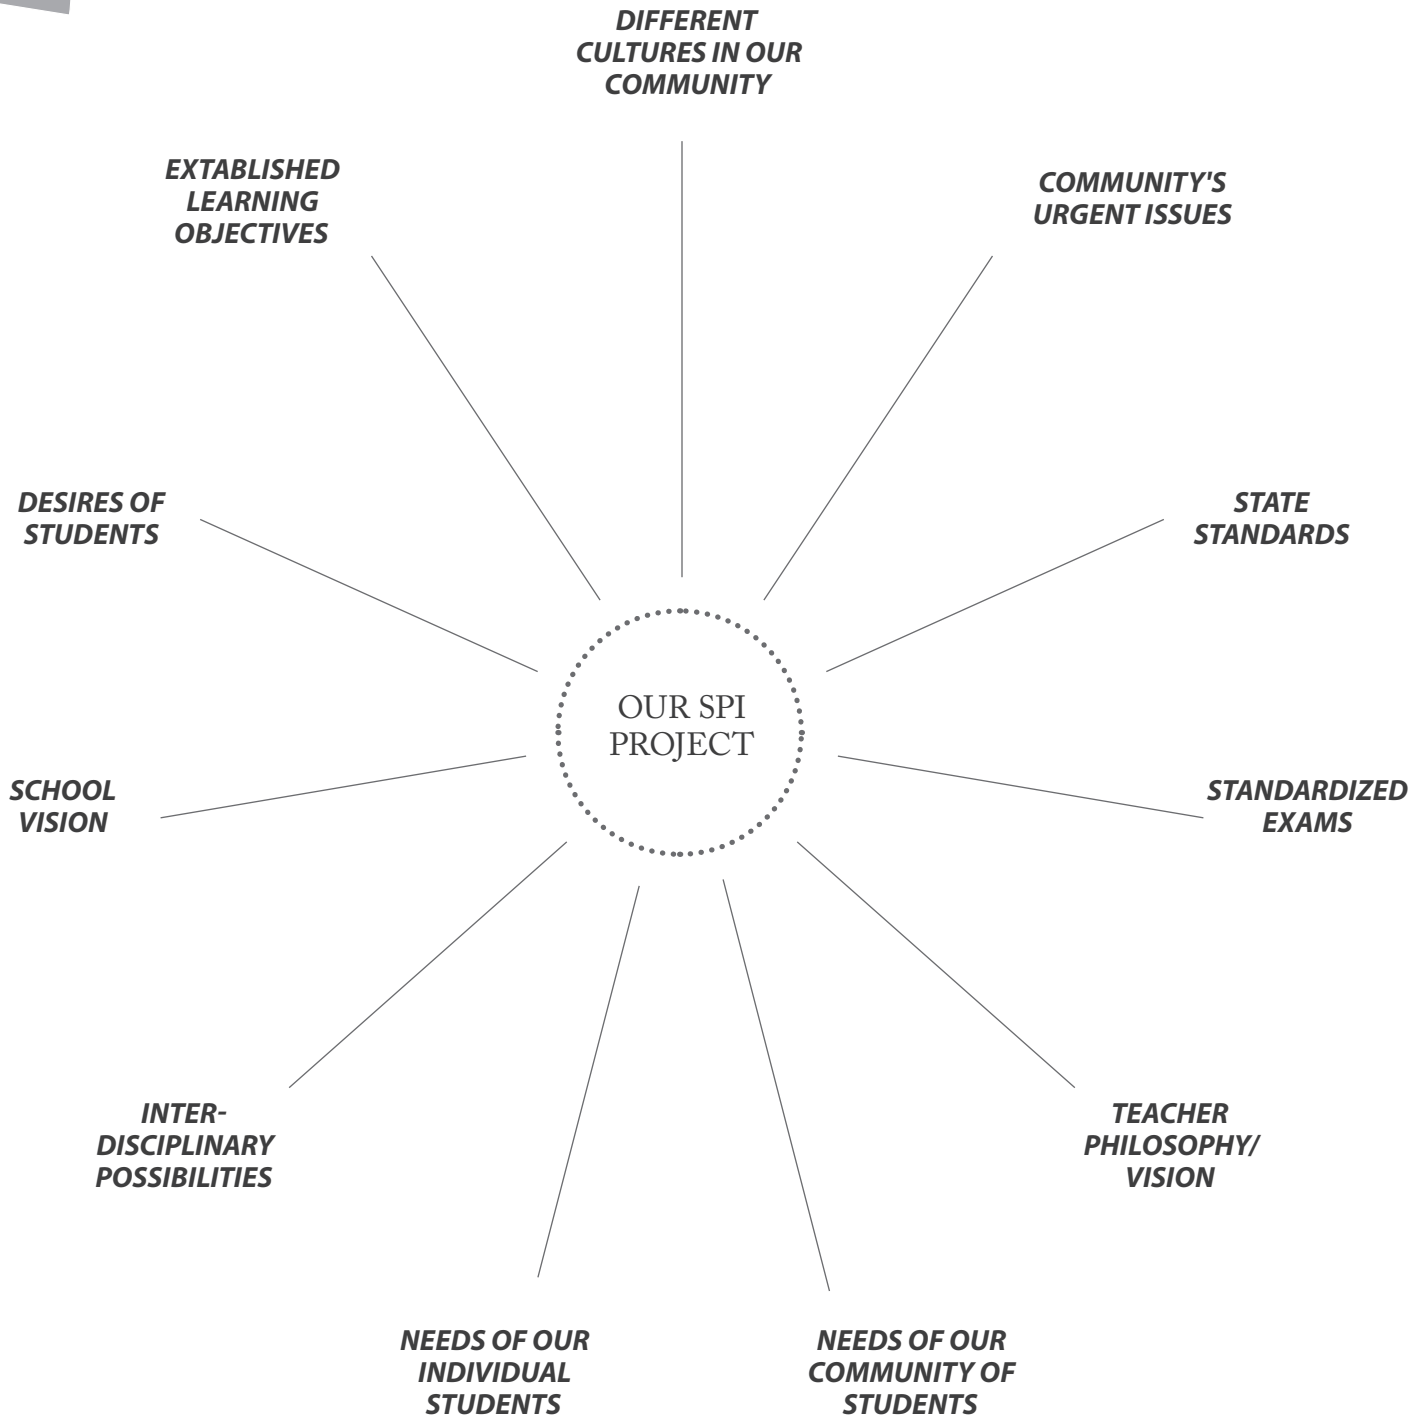 DIFFERENT
CULTURES IN OUR
COMMUNITY
EXTABLISHED
LEARNING
OBJECTIVES
COMMUNITY'S
URGENT ISSUES
DESIRES OF
STUDENTS
STATE
STANDARDS
OUR SPI
PROJECT
SCHOOL
VISION
STANDARDIZED
EXAMS
INTER-
DISCIPLINARY
POSSIBILITIES
TEACHER
PHILOSOPHY/
VISION
NEEDS OF OUR
INDIVIDUAL
STUDENTS
NEEDS OF OUR
COMMUNITY OF
STUDENTS